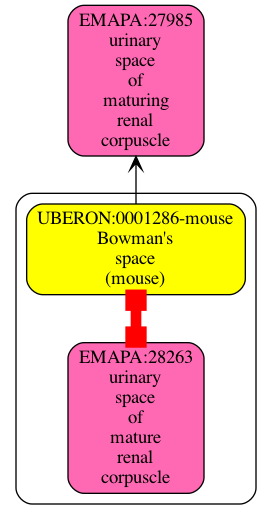 EMAPA:27985
urinary
space
of
maturing
renal
corpuscle
UBERON:0001286-mouse
Bowman's
space
(mouse)
EMAPA:28263
urinary
space
of
mature
renal
corpuscle